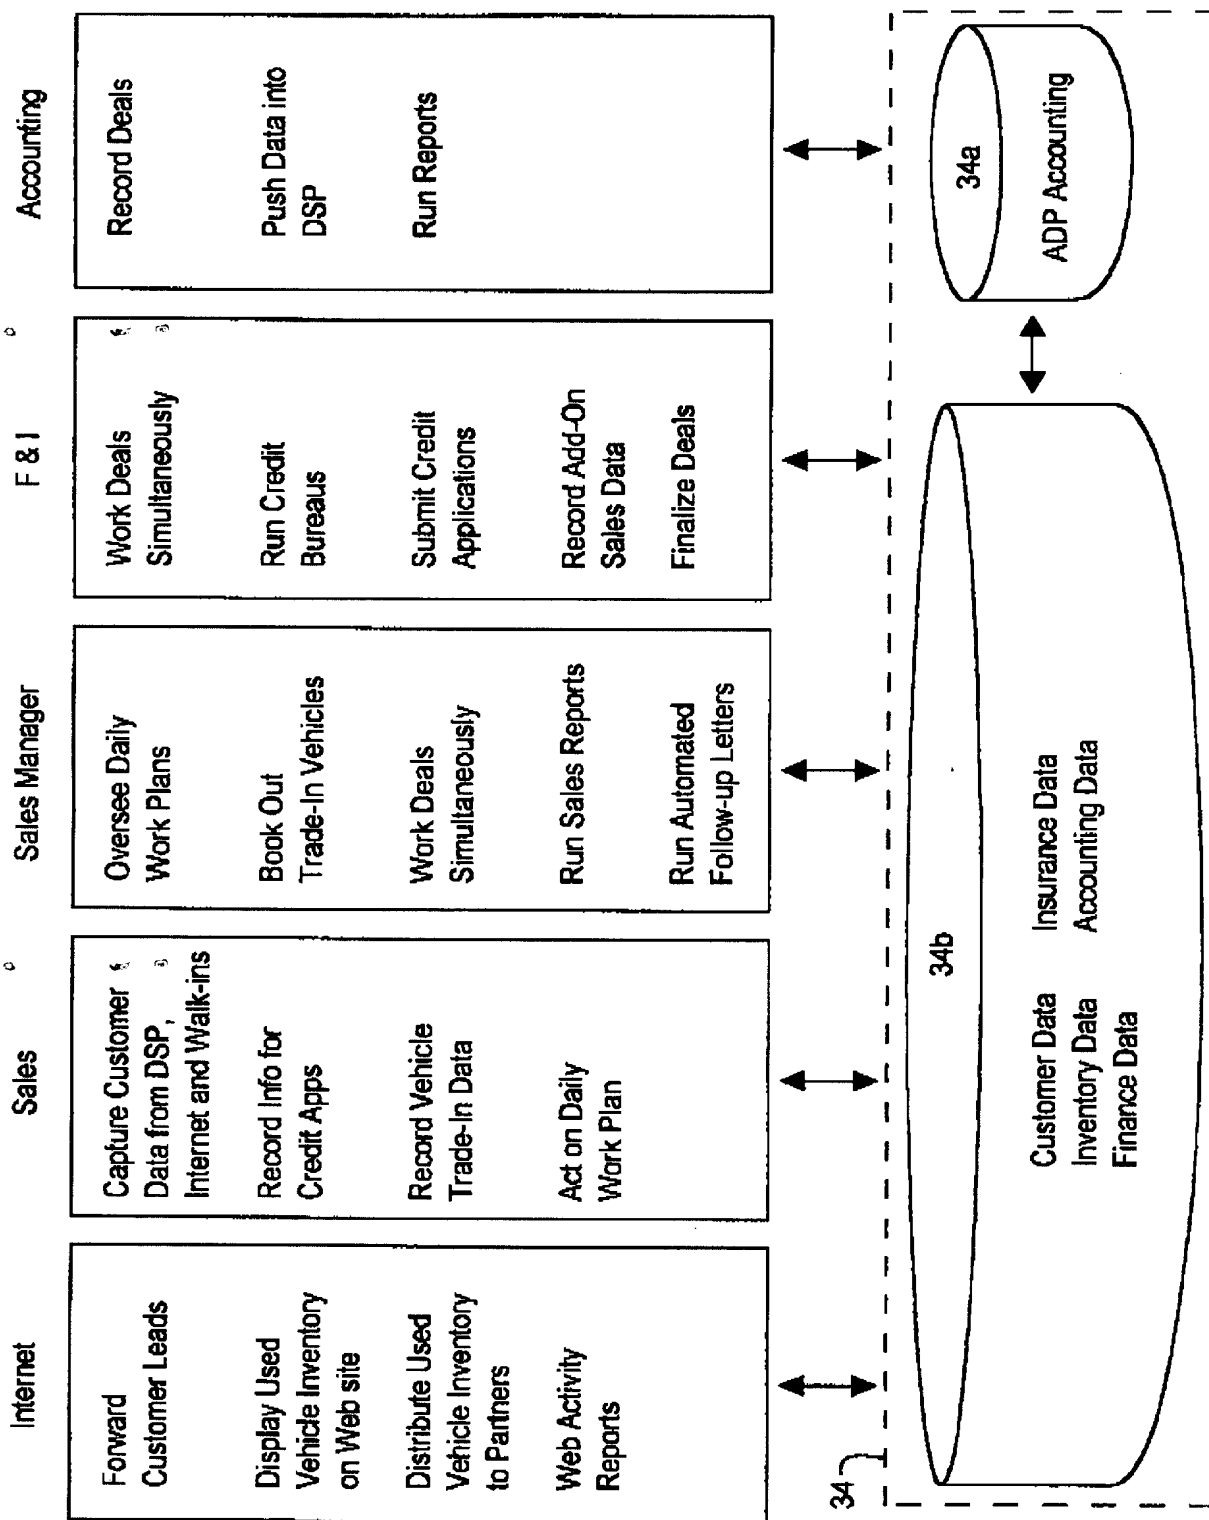 Internet
Forward
Customer Leads
Display Used
Vehicle Inventory
on Web site
Distribute Used
Vehicle Inventory
to Partners
Web Activity
Reports
Sales
Capture Customer
Data from DSP,
Internet and Walk-ins
Record Info for
Credit Apps
Record Vehicle
Trade-In Data
Act on Daily
Work Plan
Sales Manager
Oversee Daily
Work Plans
Book Out
Trade-In Vehicles
Work Deals
Simultaneously
Run Sales Reports
Run Automated
Follow-up Letters
F & I
Work Deals
Simultaneously
Run Credit
Bureaus
Submit Credit
Applications
Record Add-On
Sales Data
Finalize Deals
Accounting
Record Deals
Push Data into
DSP
Run Reports
34
34b
Customer Data
Inventory Data
Finance Data
Insurance Data
Accounting Data
34a
ADP Accounting